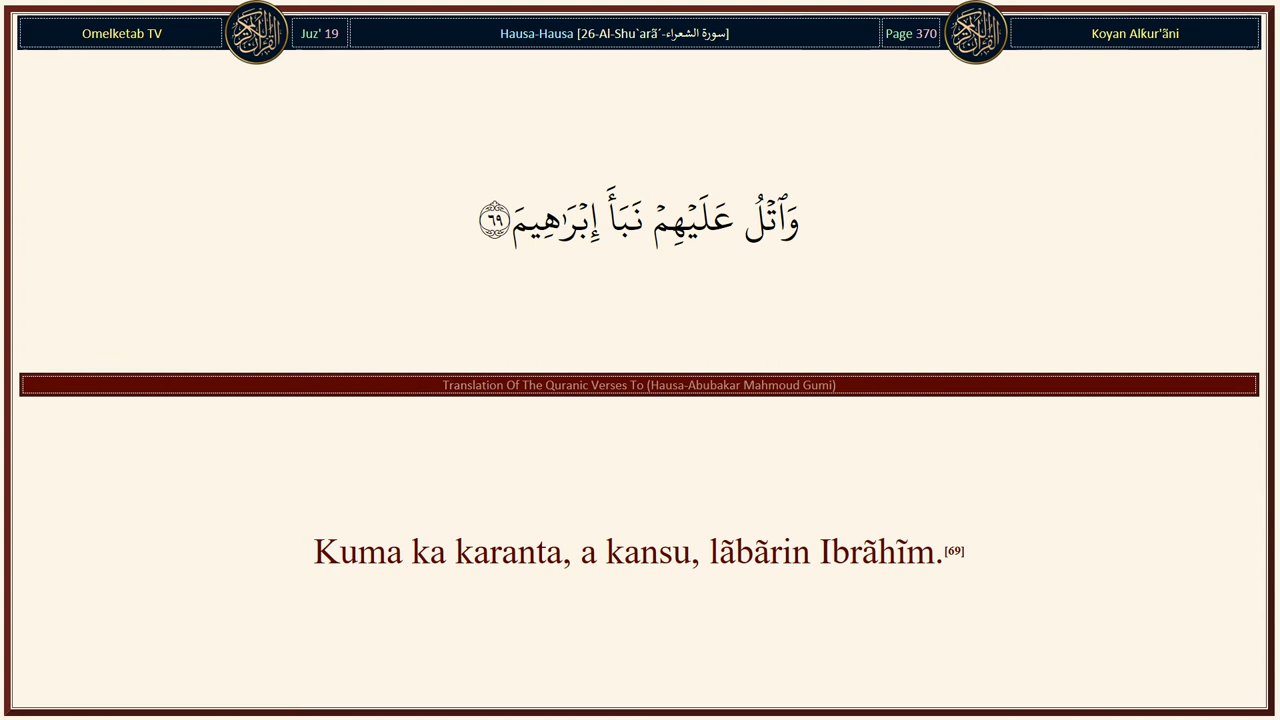 Omelketab TV
Juz' 19
Hausa-Hausa [26-Al-Shu`arã´-سورة الشعراء]
Page 370
Koyan Alƙur'ãni
وَٱتْلُ عَلَيْهِمْ نَبَأَ إِبْرَٰهِيمَ ٦٩
Translation Of The Quranic Verses To (Hausa-Abubakar Mahmoud Gumi)
Kuma ka karanta, a kansu, lãbãrin Ibrãhĩm.[69]